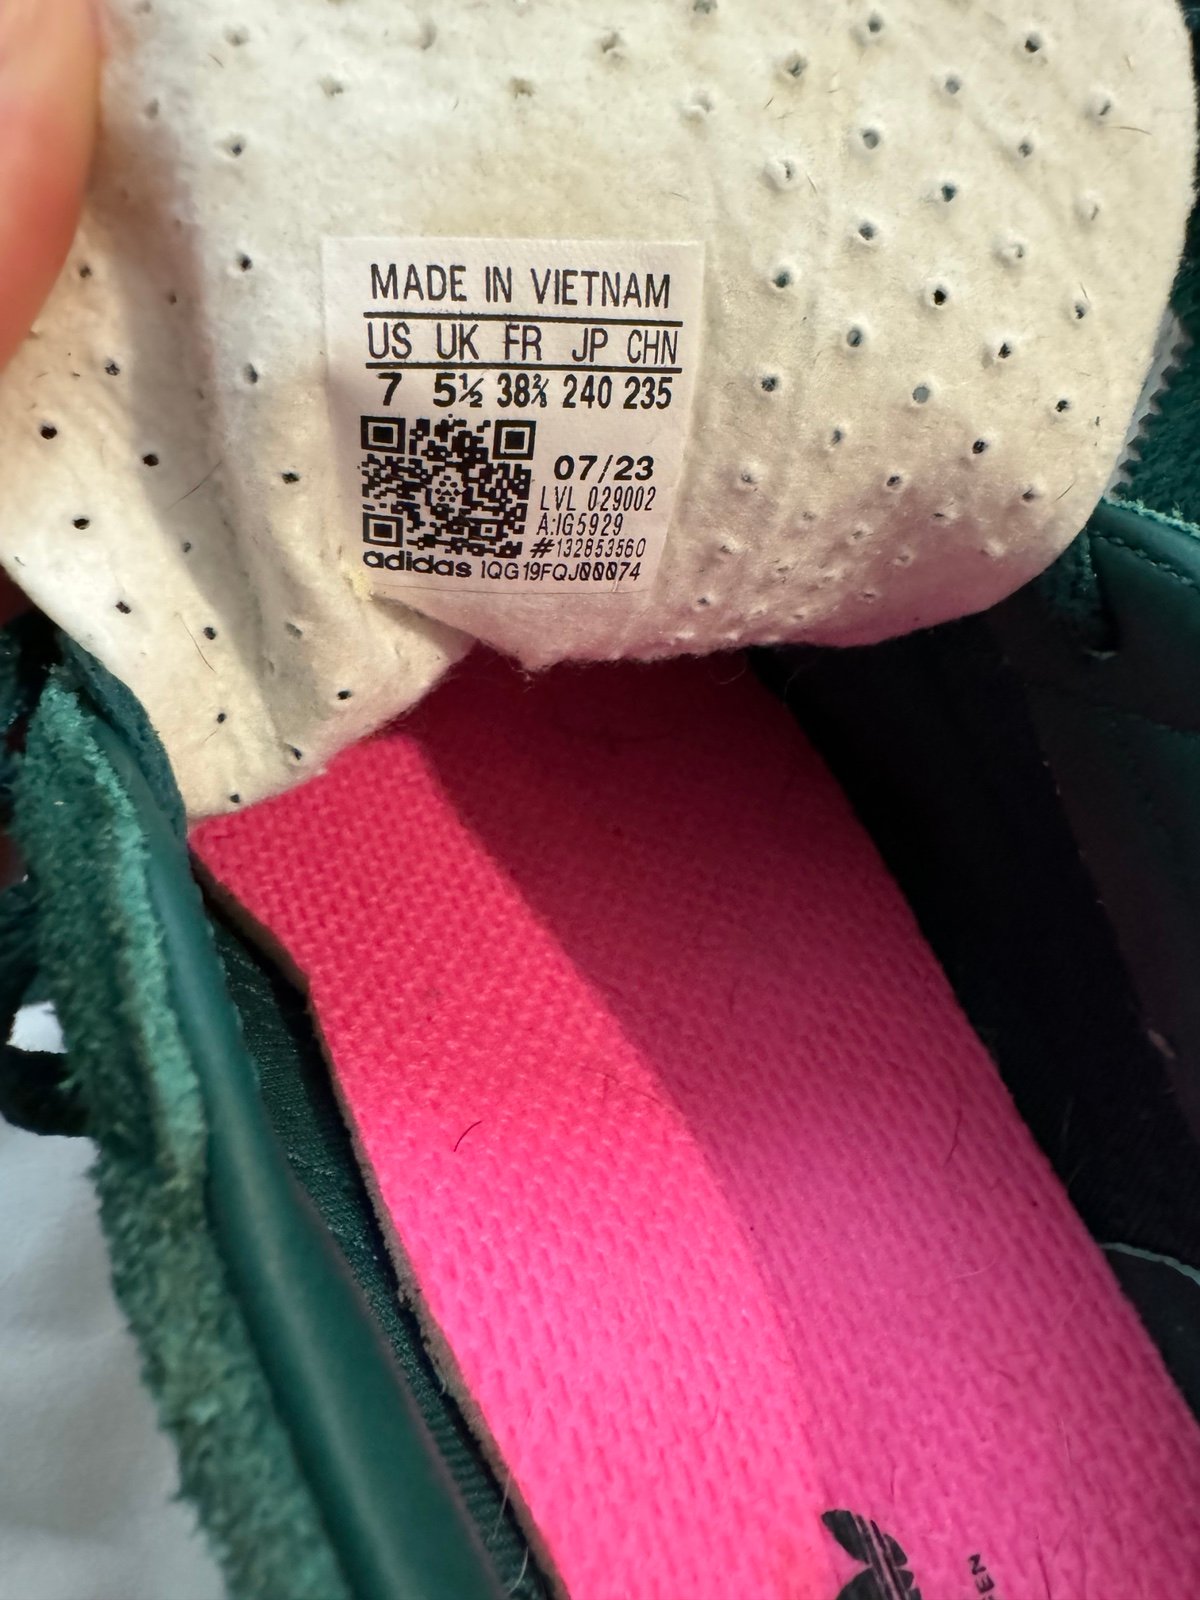 MADE IN VIETNAM
US UK FR JP CHN
7 5½ 38⅔ 240 235
07/23
LVL 029002
A:IG5929
#132853560
adidas IQG19FQJ00074